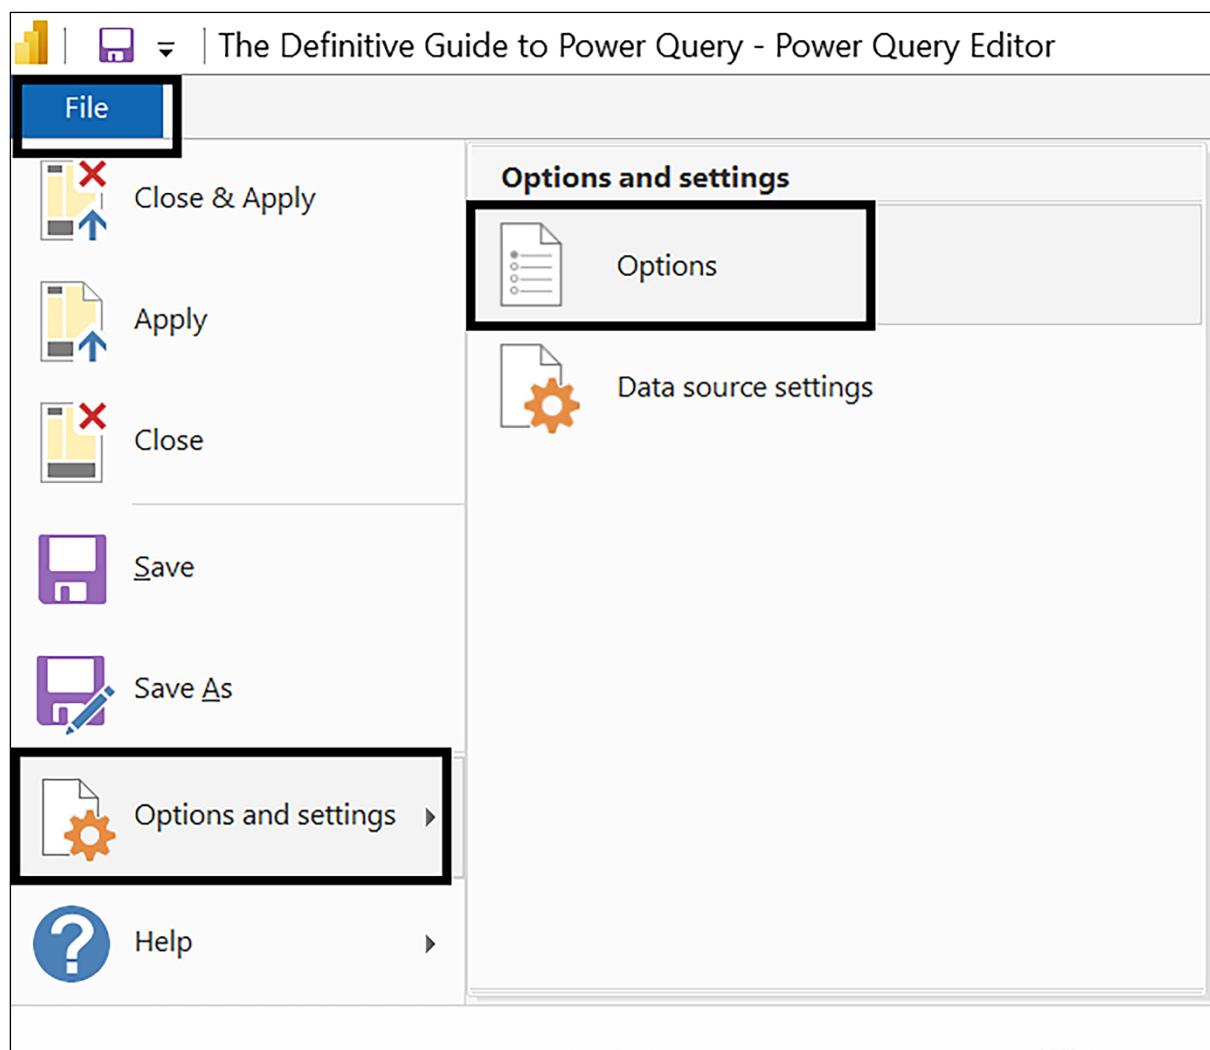 The Definitive Guide to Power Query - Power Query Editor
File
Close & Apply
Apply
Close
Save
Save As
Options and settings
Help
Options and settings
Options
Data source settings